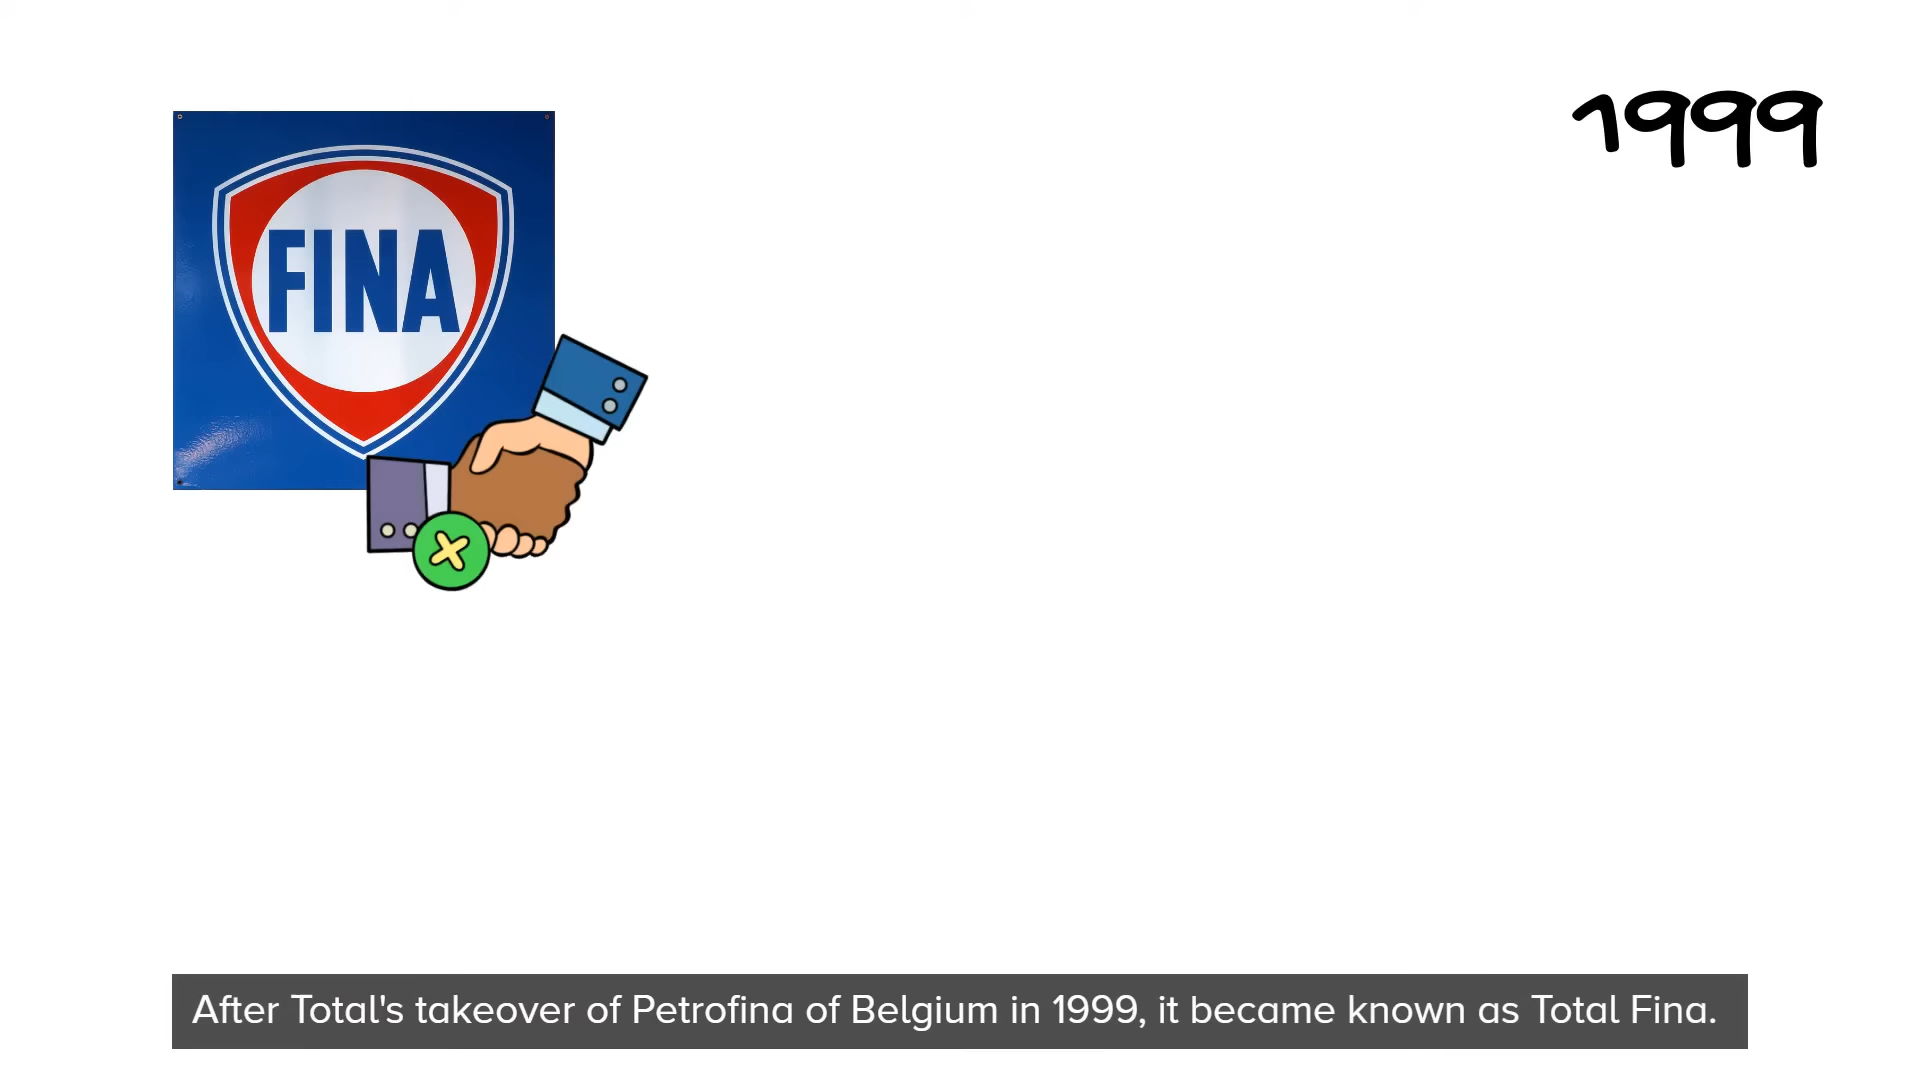 1999
FINA
After Total's takeover of Petrofina of Belgium in 1999, it became known as Total Fina.